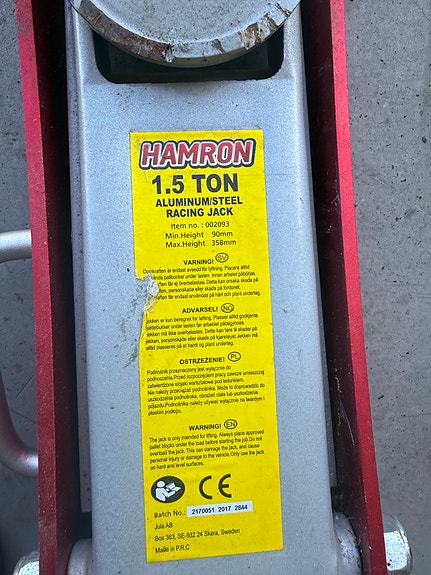 HAMRON
1.5 TON
ALUMINUM/STEEL
RACING JACK
Item no.: 002093
Min.Height 90mm
Max.Height 358mm
VARNING! SV
Domkraften är endast avsedd för lyftning. Placera alltid
pallbockar under lasten innan arbetet påbörjas.
ften får ej överbelastas. Detta kan orsaka skada på
personskada eller skada på fordonet.
ften får endast användas på hårt och plant underlag.
ADVARSEL! NO
Jekken er kun beregnet for løfting. Plasser alltid godkjente
støttebukker under lasten før arbeidet påbegynnes.
Jekken må ikke overbelastes. Dette kan føre til skader på
jekken, personskade eller skade på kjøretøyet.Jekken må
alltid plasseres på et hardt og plant underlag.
OSTRZEŻENIE! PL
Podnośnik przeznaczony jest wyłącznie do
podnoszenia.Przed rozpoczęciem pracy zawsze umieszczaj
zatwierdzone stojaki warsztatowe pod ładunkiem.
Nie należy przeciążać podnośnika. Może to doprowadzić do
uszkodzenia podnośnika, obrażeń ciała lub uszkodzenia
pojazdu.Podnośnika należy używać wyłącznie na twardym i
płaskim podłożu.
WARNING! EN
The jack is only intended for lifting. Always place approved
pallet blocks under the load before starting the job.Do not
overload the jack. This can damage the jack, and cause
personal injury or damage to the vehicle.Only use the jack
on hard and level surfaces.
CE
Batch No.: 2170051 2017 2844
Jula AB
Box 363, SE-532 24 Skara, Sweden
Made in P.R.C